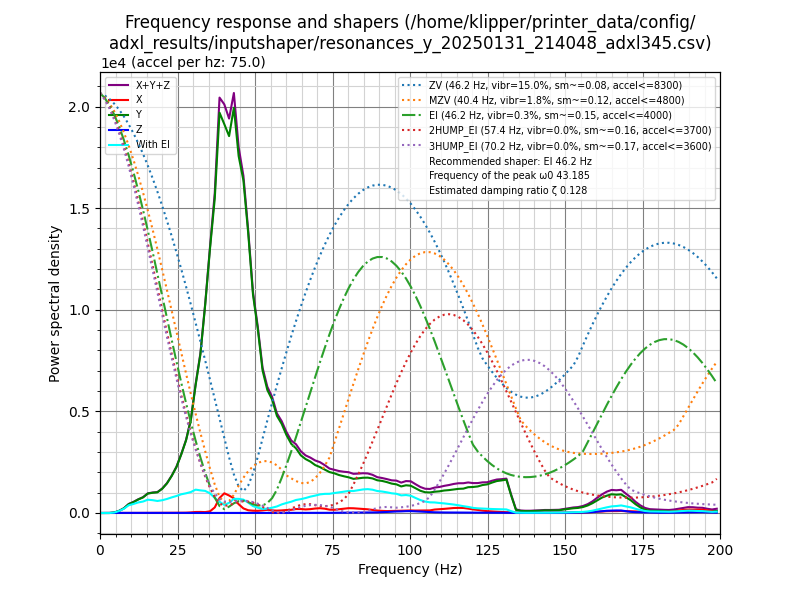 Frequency response and shapers (/home/klipper/printer_data/config/
adxl_results/inputshaper/resonances_y_20250131_214048_adxl345.csv)
1e4 (accel per hz: 75.0)
X+Y+Z
X
Y
Z
With EI
ZV (46.2 Hz, vibr=15.0%, sm~=0.08, accel<=8300)
MZV (40.4 Hz, vibr=1.8%, sm~=0.12, accel<=4800)
EI (46.2 Hz, vibr=0.3%, sm~=0.15, accel<=4000)
2HUMP_EI (57.4 Hz, vibr=0.0%, sm~=0.16, accel<=3700)
3HUMP_EI (70.2 Hz, vibr=0.0%, sm~=0.17, accel<=3600)
Recommended shaper: EI 46.2 Hz
Frequency of the peak ω0 43.185
Estimated damping ratio ζ 0.128
Power spectral density
2.0
1.5
1.0
0.5
0.0
0 25 50 75 100 125 150 175 200
Frequency (Hz)